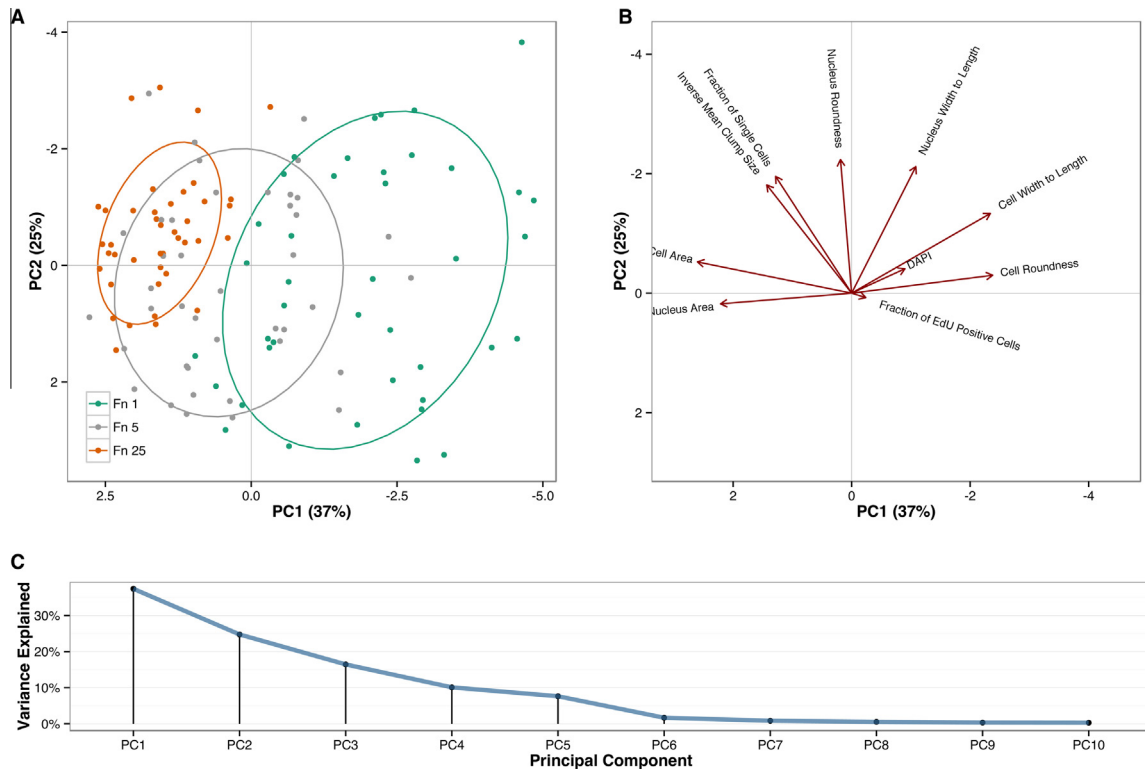 A
-4
-2
0
2
PC2 (25%)
Fn 1
Fn 5
Fn 25
2.5
0.0
-2.5
-5.0
PC1 (37%)
B
-4
-2
0
2
PC2 (25%)
Fraction of Single Cells
Inverse Mean Clump Size
Nucleus Roundness
Nucleus Width to Length
Cell Width to Length
Cell Area
DAPI
Cell Roundness
Nucleus Area
Fraction of EdU Positive Cells
2
0
-2
-4
PC1 (37%)
C
Variance Explained
30%
20%
10%
0%
PC1
PC2
PC3
PC4
PC5
PC6
PC7
PC8
PC9
PC10
Principal Component